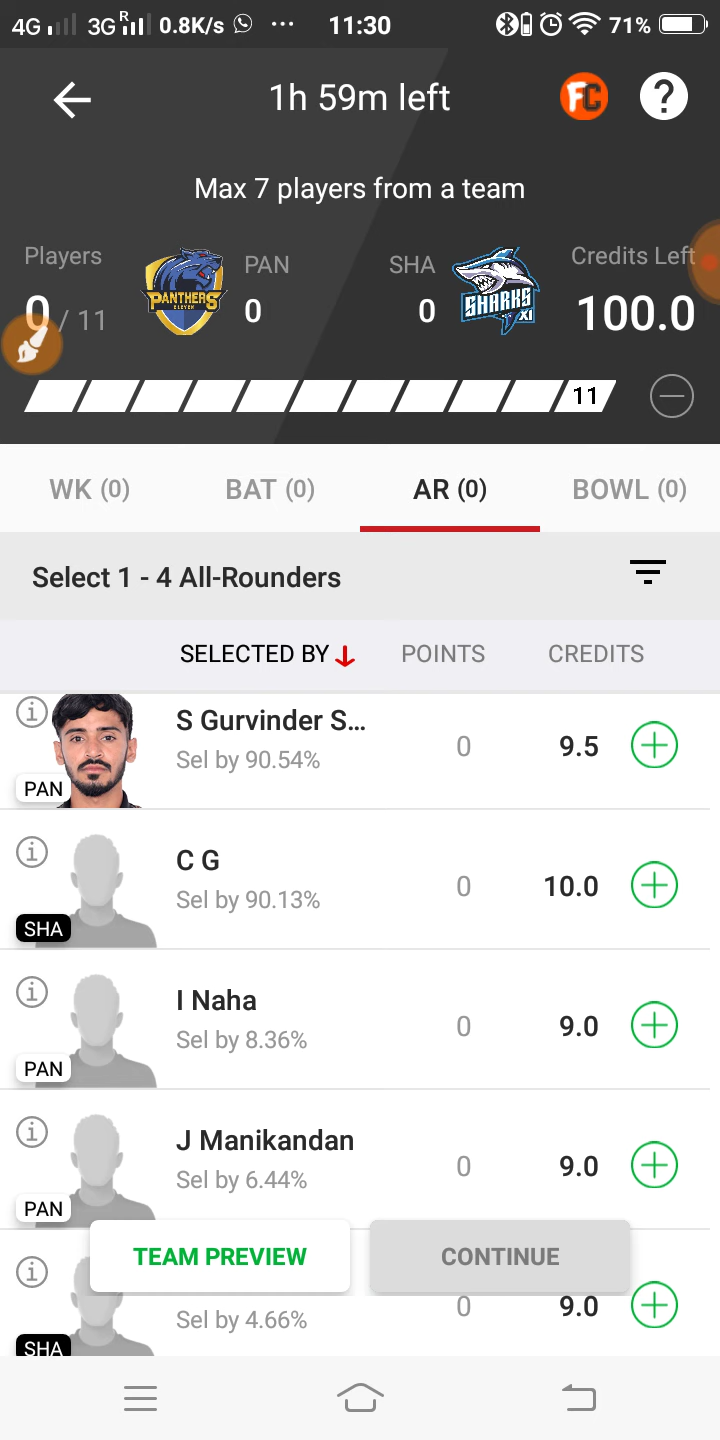 4G 3G R 0.8K/s ... 11:30 71%
1h 59m left FC ?
Max 7 players from a team
Players PAN SHA Credits Left
0 / 11 PANTHERS ELEVEN 0 0 SHARKS XI 100.0
11
WK (0) BAT (0) AR (0) BOWL (0)
Select 1 - 4 All-Rounders
SELECTED BY POINTS CREDITS
S Gurvinder S...
Sel by 90.54% 0 9.5
PAN
C G
Sel by 90.13% 0 10.0
SHA
I Naha
Sel by 8.36% 0 9.0
PAN
J Manikandan
Sel by 6.44% 0 9.0
PAN
TEAM PREVIEW CONTINUE
Sel by 4.66% 0 9.0
SHA